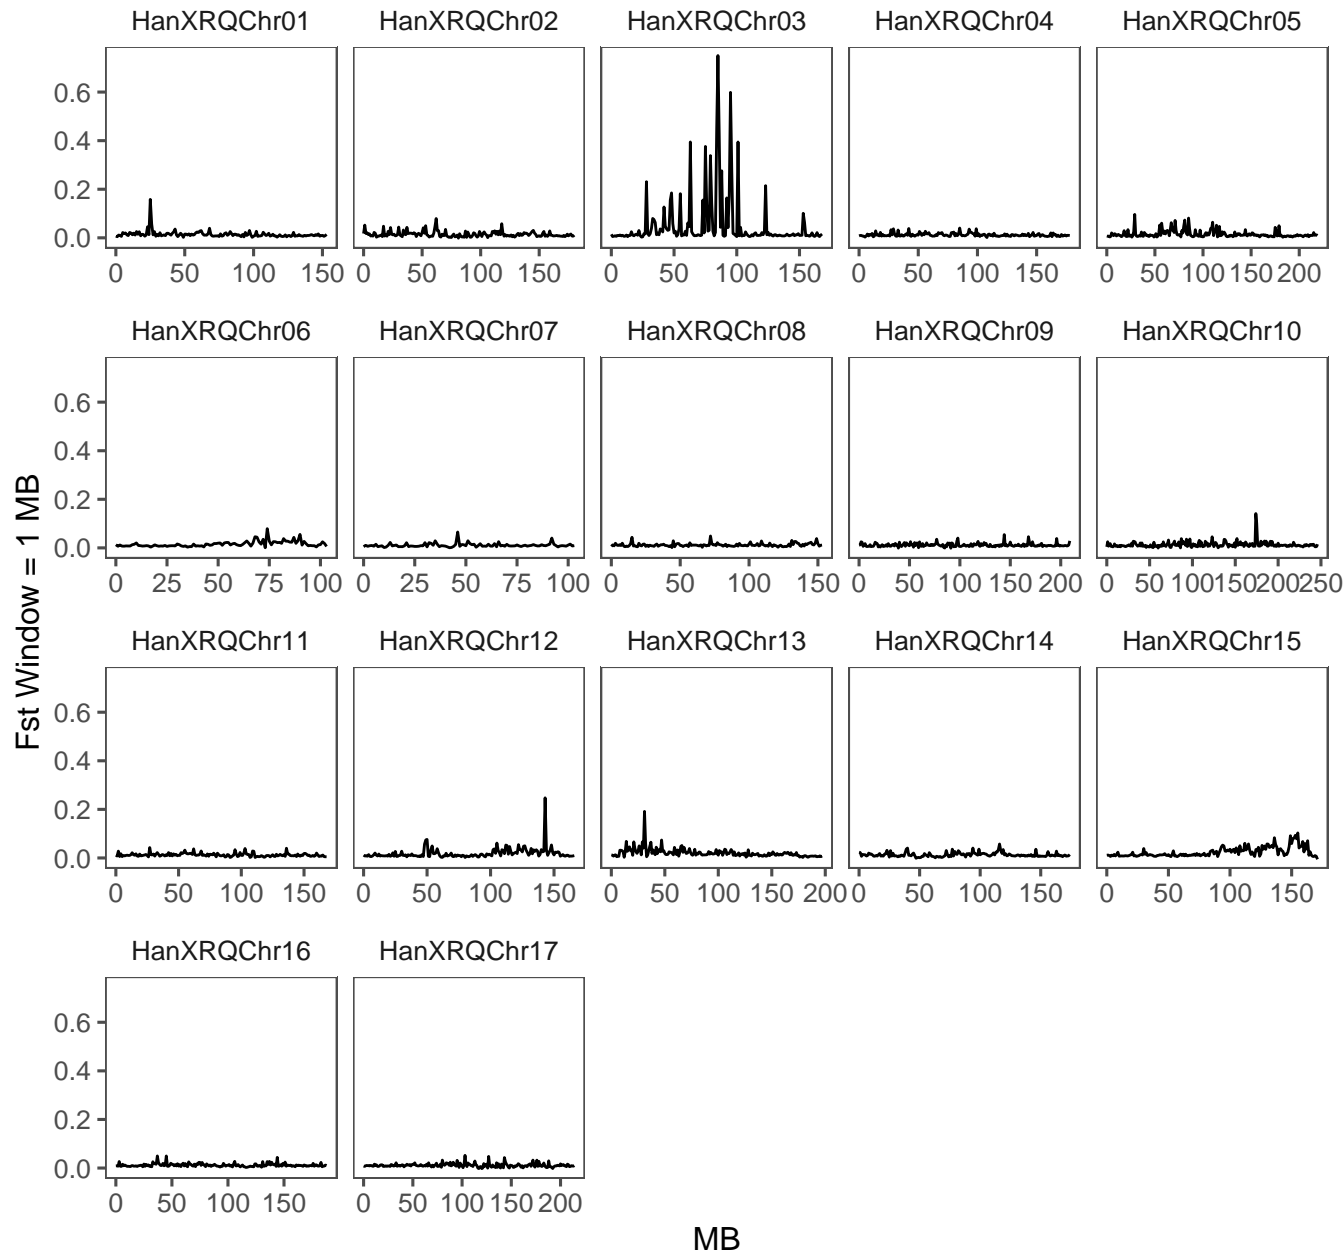 HanXRQChr01 HanXRQChr02 HanXRQChr03 HanXRQChr04 HanXRQChr05
0.6
0.4
0.2
0.0
0 50 100 150 0 50 100 150 0 50 100 150 0 50 100 150 0 50 100 150 200
HanXRQChr06 HanXRQChr07 HanXRQChr08 HanXRQChr09 HanXRQChr10
0.6
0.4
0.2
0.0
0 25 50 75 100 0 25 50 75 100 0 50 100 150 0 50 100 150 200 0 50 100 150 200 250
Fst Window = 1 MB
HanXRQChr11 HanXRQChr12 HanXRQChr13 HanXRQChr14 HanXRQChr15
0.6
0.4
0.2
0.0
0 50 100 150 0 50 100 150 0 50 100 150 200 0 50 100 150 0 50 100 150
HanXRQChr16 HanXRQChr17
0.6
0.4
0.2
0.0
0 50 100 150 0 50 100 150 200
MB